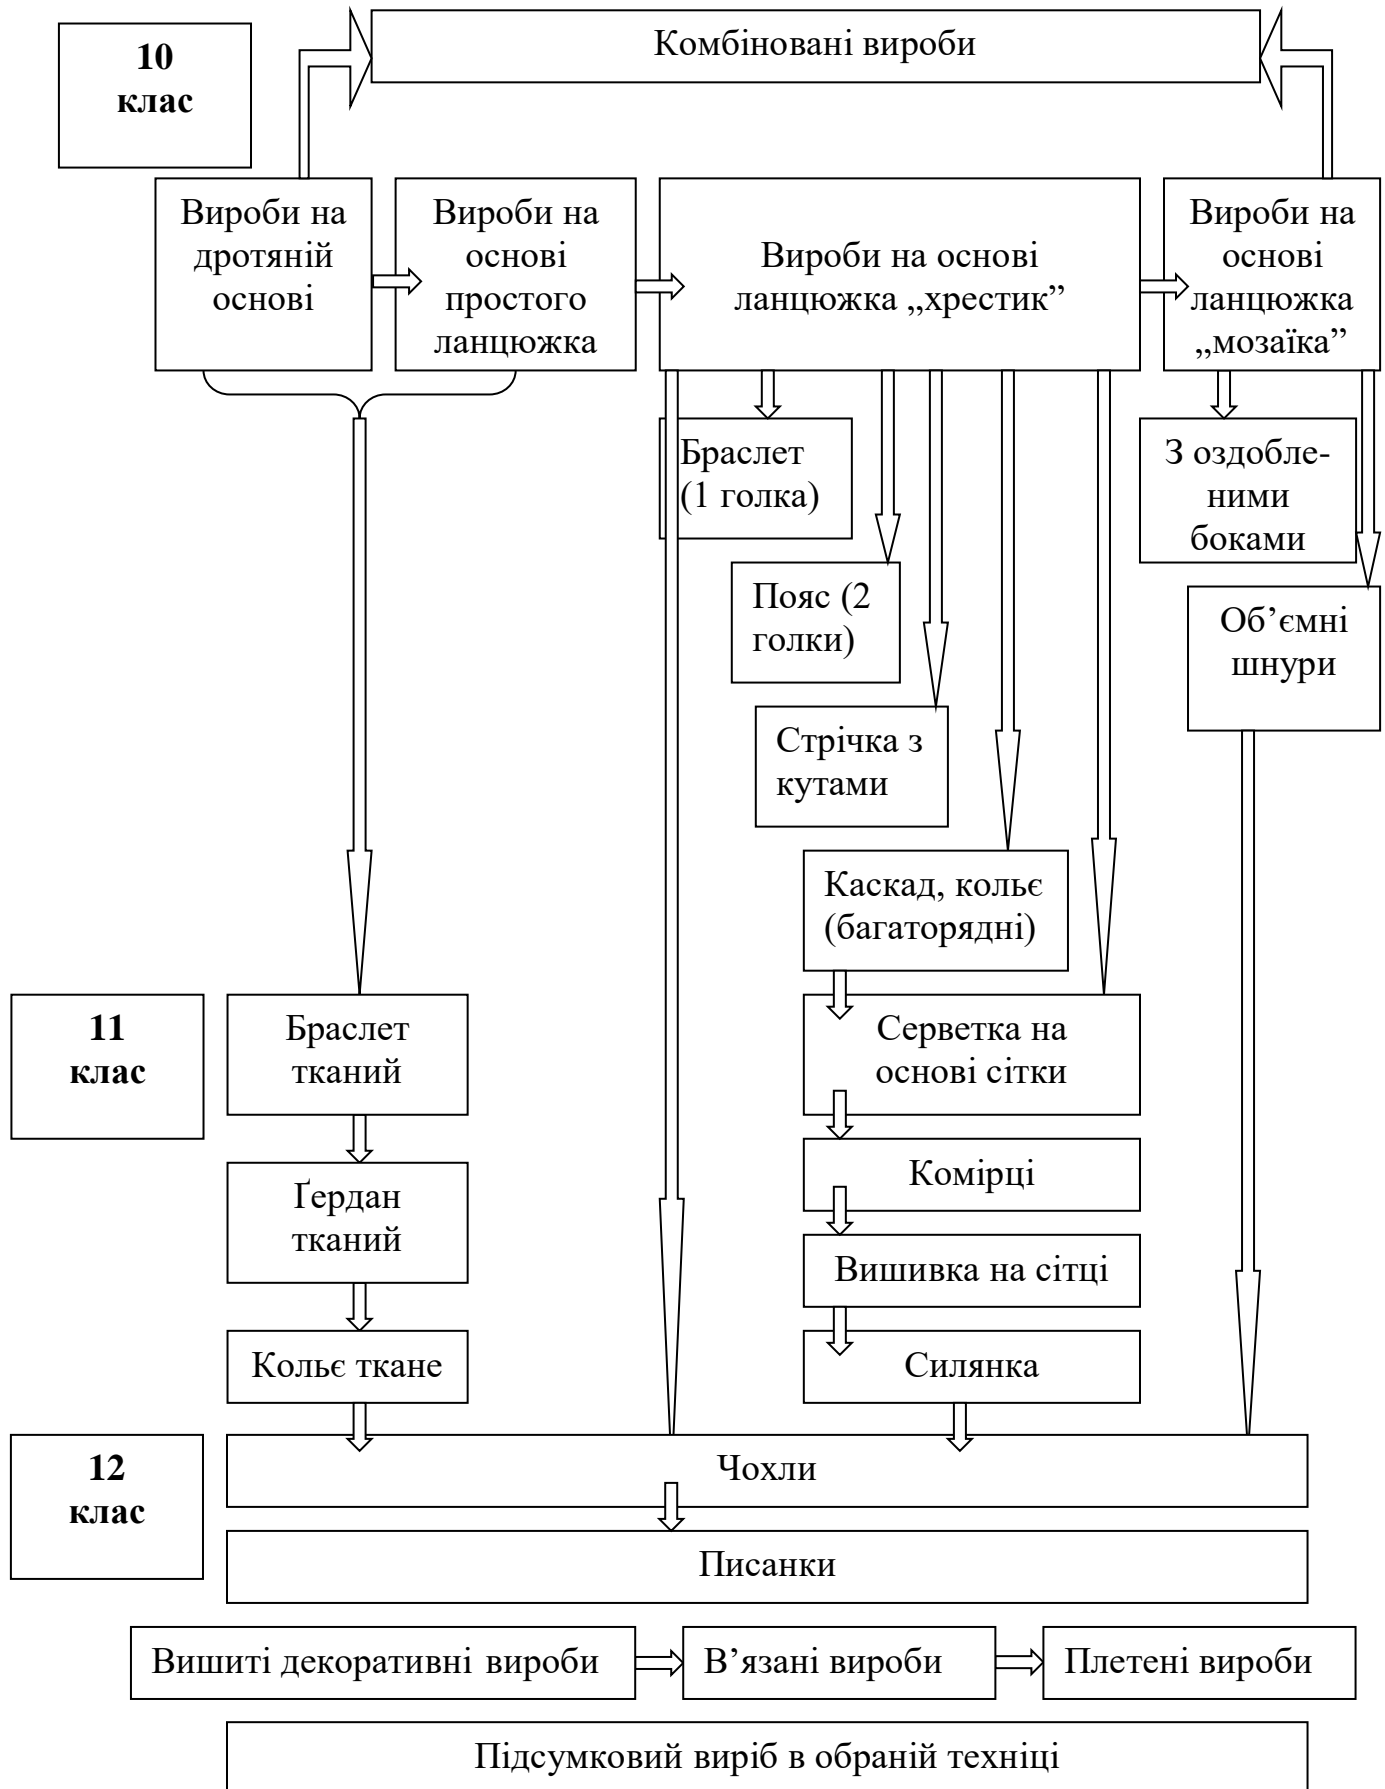 10
клас
Комбіновані вироби
Вироби на
дротяній
основі
Вироби на
основі
простого
ланцюжка
Вироби на основі
ланцюжка „хрестик”
Вироби на
основі
ланцюжка
„мозаїка”
Браслет
(1 голка)
З оздобле-
ними
боками
Пояс (2
голки)
Об’ємні
шнури
Стрічка з
кутами
Каскад, кольє
(багаторядні)
11
клас
Браслет
тканий
Серветка на
основі сітки
Комірці
Ґердан
тканий
Вишивка на сітці
Кольє ткане
Силянка
12
клас
Чохли
Писанки
Вишиті декоративні вироби
В’язані вироби
Плетені вироби
Підсумковий виріб в обраній техніці